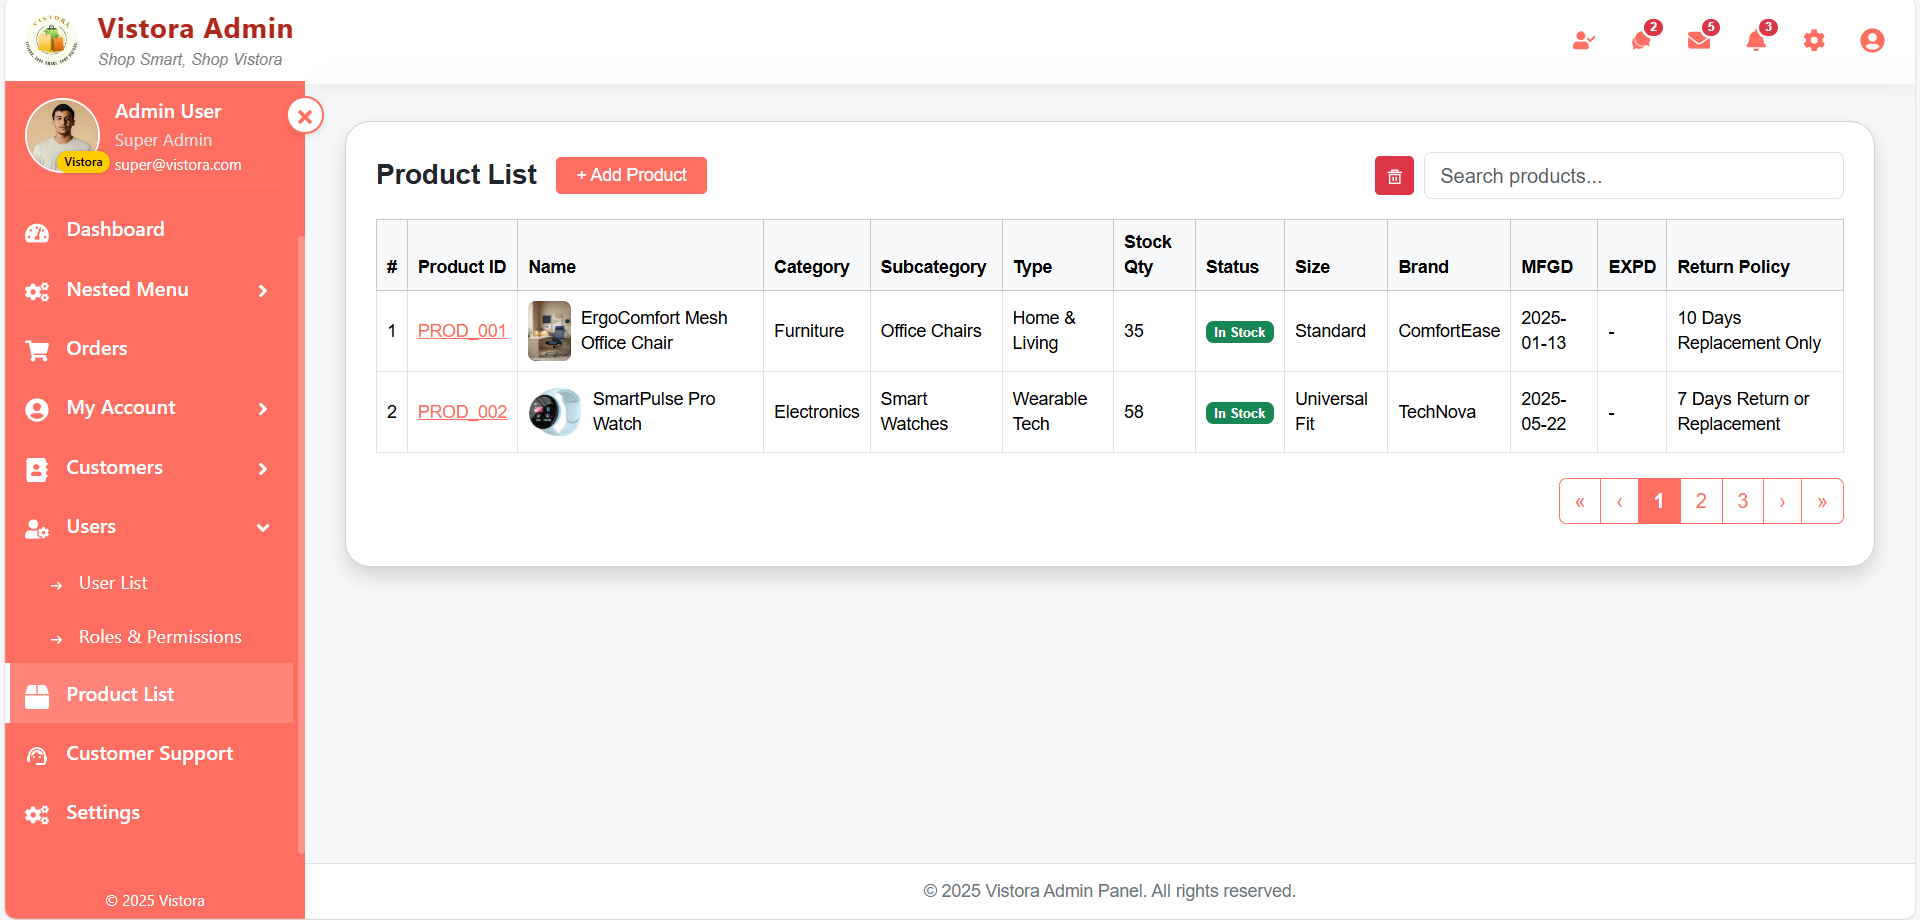 Vistora Admin
Shop Smart, Shop Vistora
2
5
3
Admin User
Super Admin
super@vistora.com
Vistora
Dashboard
Nested Menu
Orders
My Account
Customers
Users
→ User List
→ Roles & Permissions
Product List
Customer Support
Settings
© 2025 Vistora
Product List
+ Add Product
Search products...
# Product ID Name Category Subcategory Type Stock Qty Status Size Brand MFGD EXPD Return Policy
1 PROD_001 ErgoComfort Mesh Office Chair Furniture Office Chairs Home & Living 35 In Stock Standard ComfortEase 2025-01-13 - 10 Days Replacement Only
2 PROD_002 SmartPulse Pro Watch Electronics Smart Watches Wearable Tech 58 In Stock Universal Fit TechNova 2025-05-22 - 7 Days Return or Replacement
« ‹ 1 2 3 › »
© 2025 Vistora Admin Panel. All rights reserved.